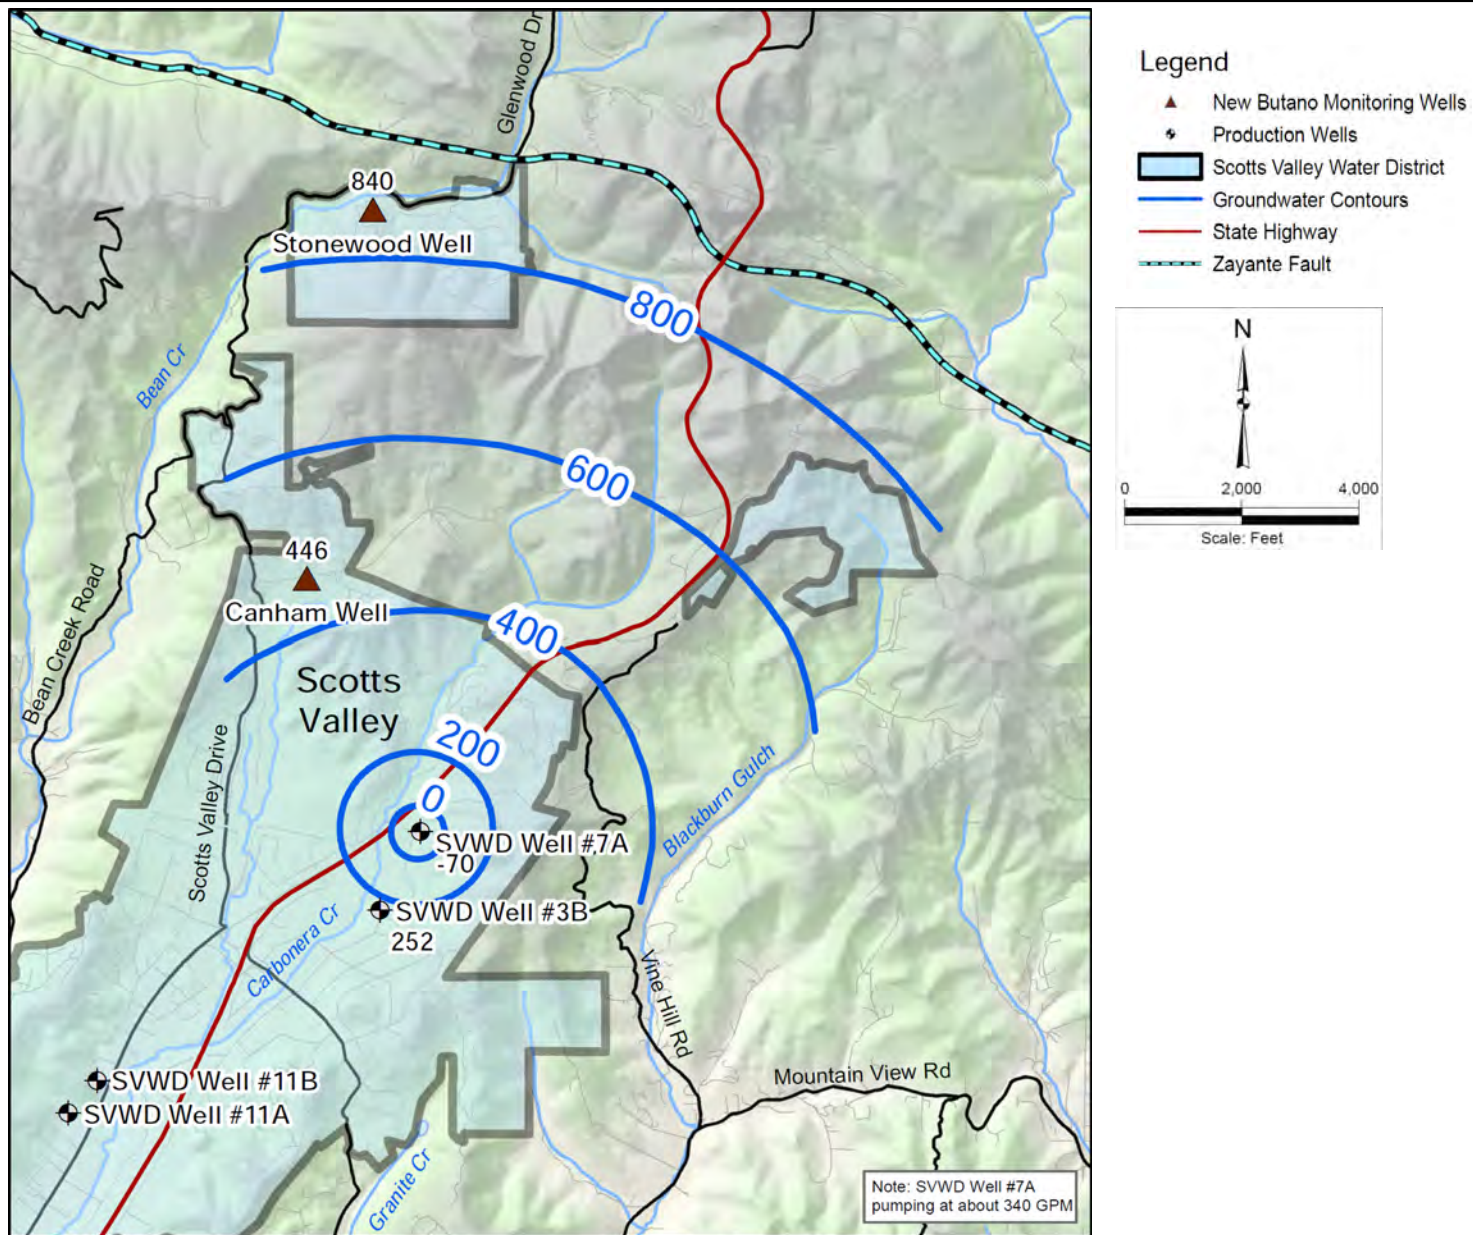 Glenwood Dr
840
Stonewood Well
800
Bean Cr
600
446
Canham Well
400
Bean Creek Road
Scotts
Valley
200
Scotts Valley Drive
0
SVWD Well #7A
-70
Blackburn Gulch
SVWD Well #3B
252
Carbonera Cr
Vine Hill Rd
SVWD Well #11B
Mountain View Rd
SVWD Well #11A
Granite Cr
Note: SVWD Well #7A
pumping at about 340 GPM
Legend
New Butano Monitoring Wells
Production Wells
Scotts Valley Water District
Groundwater Contours
State Highway
Zayante Fault
N
0 2,000 4,000
Scale: Feet